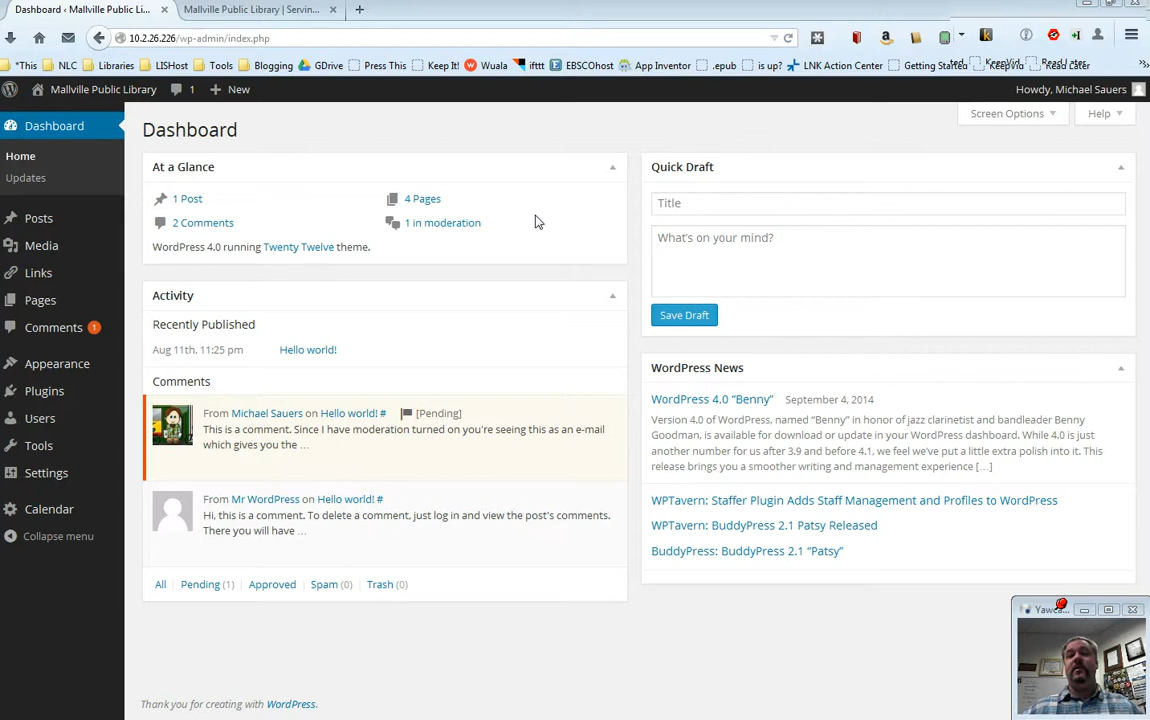 Dashboard ‹ Mallville Public Li...
Mallville Public Library | Servin...
10.2.26.226/wp-admin/index.php
*This
NLC
Libraries
LISHost
Tools
Blogging
GDrive
Press This
Keep It!
Wuala
ifttt
EBSCOhost
App Inventor
.epub
is up?
LNK Action Center
Getting Started
Mallville Public Library
1
New
Howdy, Michael Sauers
Dashboard
Home
Updates
Posts
Media
Links
Pages
Comments 1
Appearance
Plugins
Users
Tools
Settings
Calendar
Collapse menu
Dashboard
Screen Options
Help
At a Glance
1 Post
4 Pages
2 Comments
1 in moderation
WordPress 4.0 running Twenty Twelve theme.
Activity
Recently Published
Aug 11th, 11:25 pm Hello world!
Comments
From Michael Sauers on Hello world! # [Pending]
This is a comment. Since I have moderation turned on you're seeing this as an e-mail
which gives you the ...
From Mr WordPress on Hello world! #
Hi, this is a comment. To delete a comment, just log in and view the post's comments.
There you will have ...
All | Pending (1) | Approved | Spam (0) | Trash (0)
Quick Draft
Title
What's on your mind?
Save Draft
WordPress News
WordPress 4.0 “Benny” September 4, 2014
Version 4.0 of WordPress, named “Benny” in honor of jazz clarinetist and bandleader Benny
Goodman, is available for download or update in your WordPress dashboard. While 4.0 is just
another number for us after 3.9 and before 4.1, we feel we've put a little extra polish into it. This
release brings you a smoother writing and management experience [...]
WPTavern: Staffer Plugin Adds Staff Management and Profiles to WordPress
WPTavern: BuddyPress 2.1 Patsy Released
BuddyPress: BuddyPress 2.1 “Patsy”
Thank you for creating with WordPress.